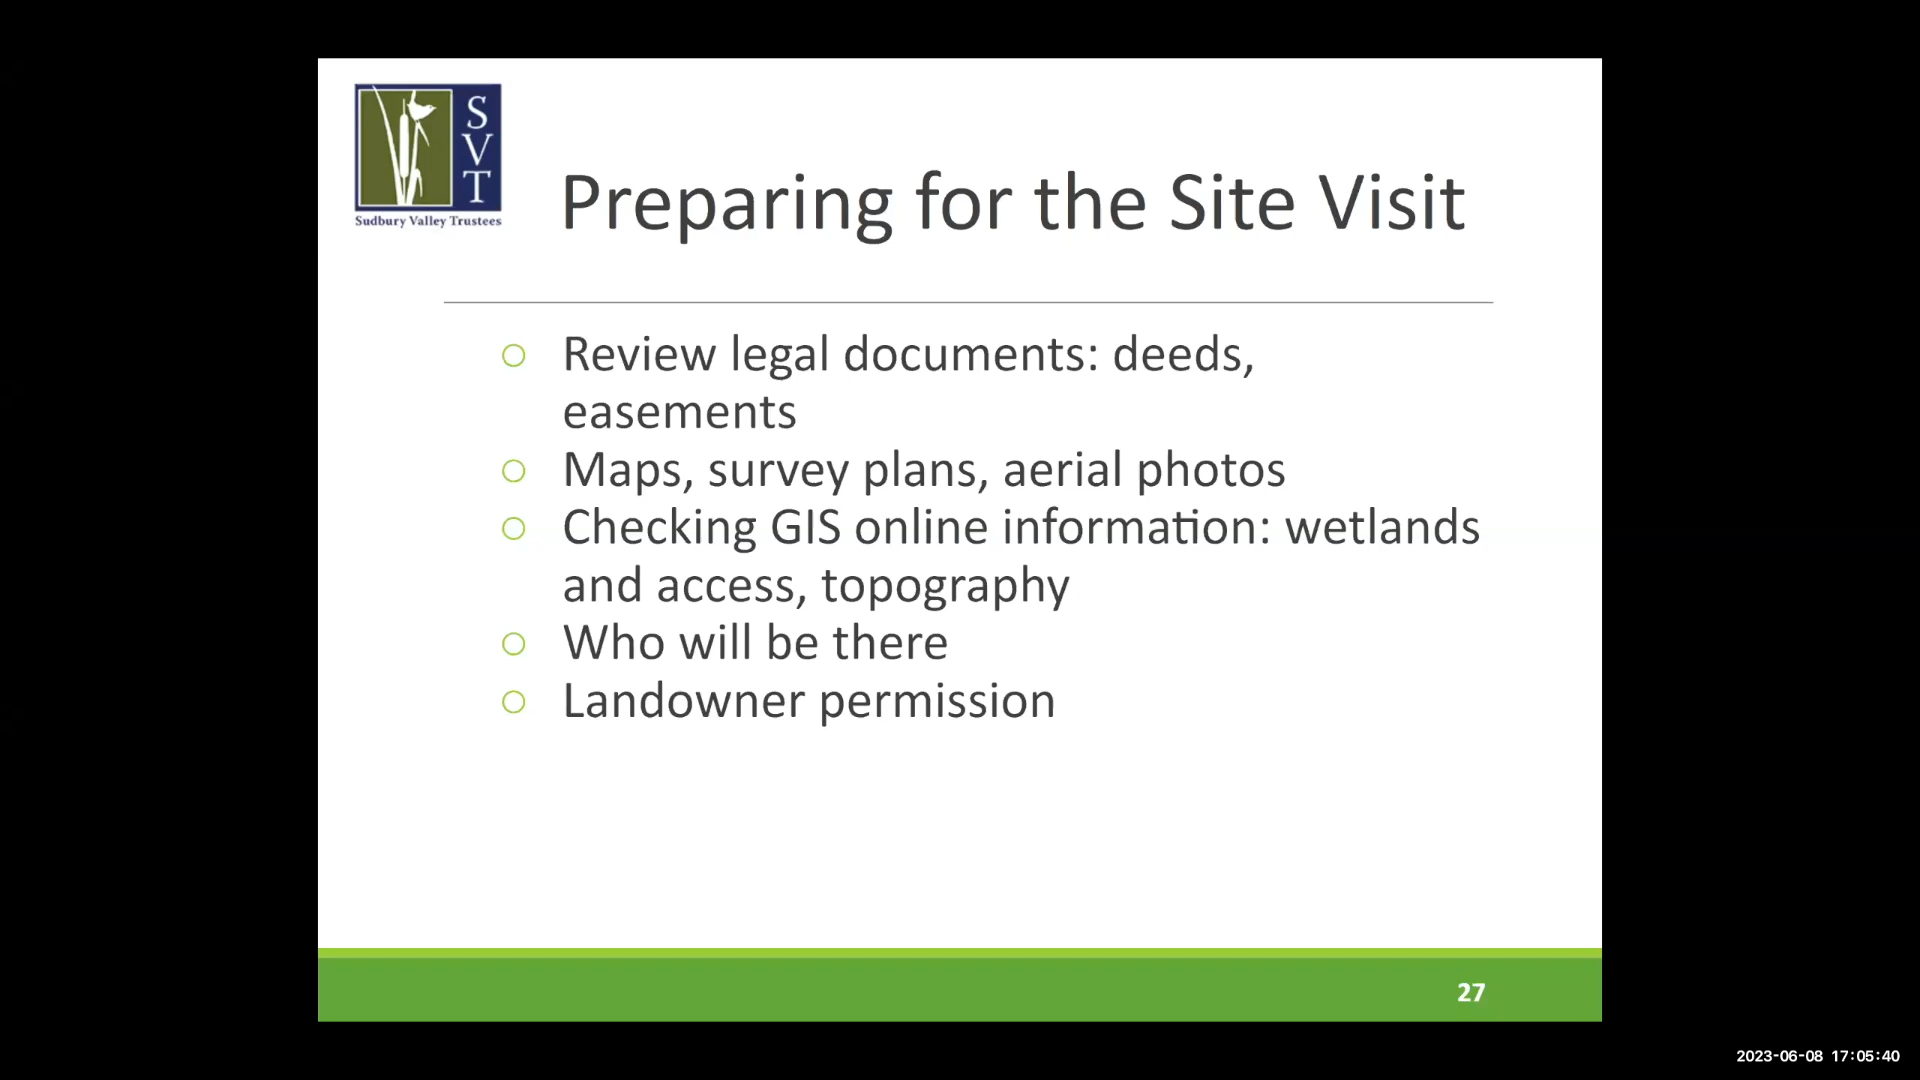 S
V
T
Sudbury Valley Trustees
Preparing for the Site Visit
Review legal documents: deeds,
easements
Maps, survey plans, aerial photos
Checking GIS online information: wetlands
and access, topography
Who will be there
Landowner permission
27
2023-06-08 17:05:40